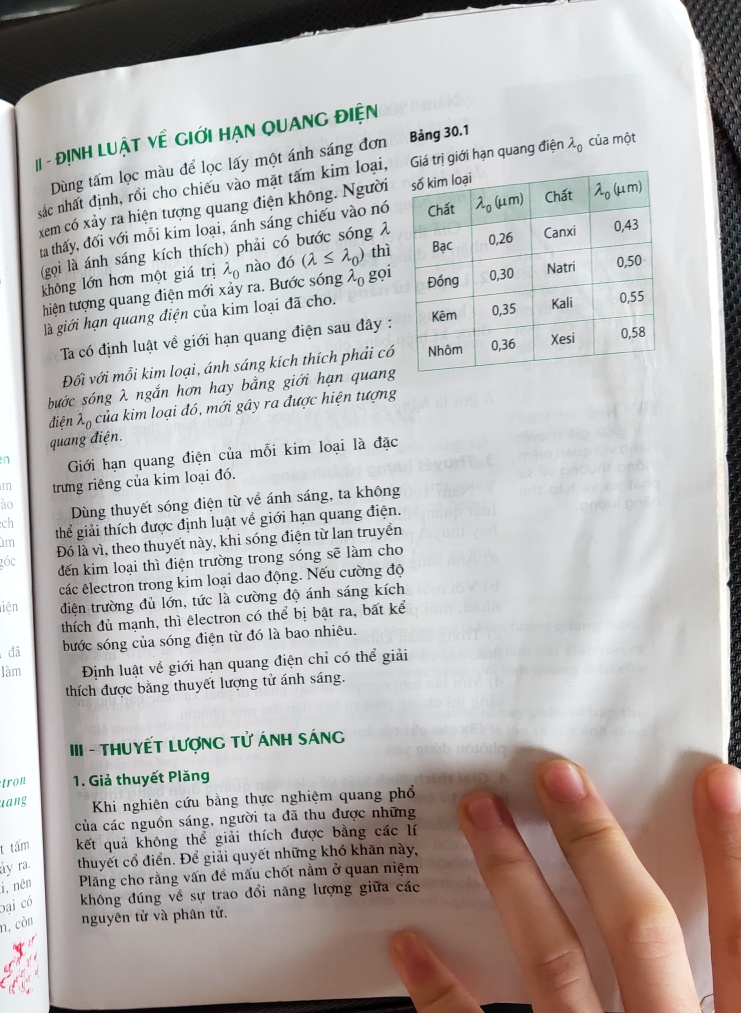 II - ĐỊNH LUẬT VỀ GIỚI HẠN QUANG ĐIỆN
Dùng tấm lọc màu để lọc lấy một ánh sáng đơn
sắc nhất định, rồi cho chiếu vào mặt tấm kim loại,
xem có xảy ra hiện tượng quang điện không. Người
ta thấy, đối với mỗi kim loại, ánh sáng chiếu vào nó
(gọi là ánh sáng kích thích) phải có bước sóng λ
không lớn hơn một giá trị λ₀ nào đó (λ ≤ λ₀) thì
hiện tượng quang điện mới xảy ra. Bước sóng λ₀ gọi
là giới hạn quang điện của kim loại đã cho.
Ta có định luật về giới hạn quang điện sau đây :
Đối với mỗi kim loại, ánh sáng kích thích phải có
bước sóng λ ngắn hơn hay bằng giới hạn quang
điện λ₀ của kim loại đó, mới gây ra được hiện tượng
quang điện.
Giới hạn quang điện của mỗi kim loại là đặc
trưng riêng của kim loại đó.
Dùng thuyết sóng điện từ về ánh sáng, ta không
thể giải thích được định luật về giới hạn quang điện.
Đó là vì, theo thuyết này, khi sóng điện từ lan truyền
đến kim loại thì điện trường trong sóng sẽ làm cho
các êlectron trong kim loại dao động. Nếu cường độ
điện trường đủ lớn, tức là cường độ ánh sáng kích
thích đủ mạnh, thì êlectron có thể bị bật ra, bất kể
bước sóng của sóng điện từ đó là bao nhiêu.
Định luật về giới hạn quang điện chỉ có thể giải
thích được bằng thuyết lượng tử ánh sáng.
III - THUYẾT LƯỢNG TỬ ÁNH SÁNG
1. Giả thuyết Plăng
Khi nghiên cứu bằng thực nghiệm quang phổ
của các nguồn sáng, người ta đã thu được những
kết quả không thể giải thích được bằng các lí
thuyết cổ điển. Để giải quyết những khó khăn này,
Plăng cho rằng vấn đề mấu chốt nằm ở quan niệm
không đúng về sự trao đổi năng lượng giữa các
nguyên tử và phân tử.
Bảng 30.1
Giá trị giới hạn quang điện λ₀ của một
số kim loại
Chất λ₀ (μm) Chất λ₀ (μm)
Bạc 0,26 Canxi 0,43
Đồng 0,30 Natri 0,50
Kẽm 0,35 Kali 0,55
Nhôm 0,36 Xesi 0,58